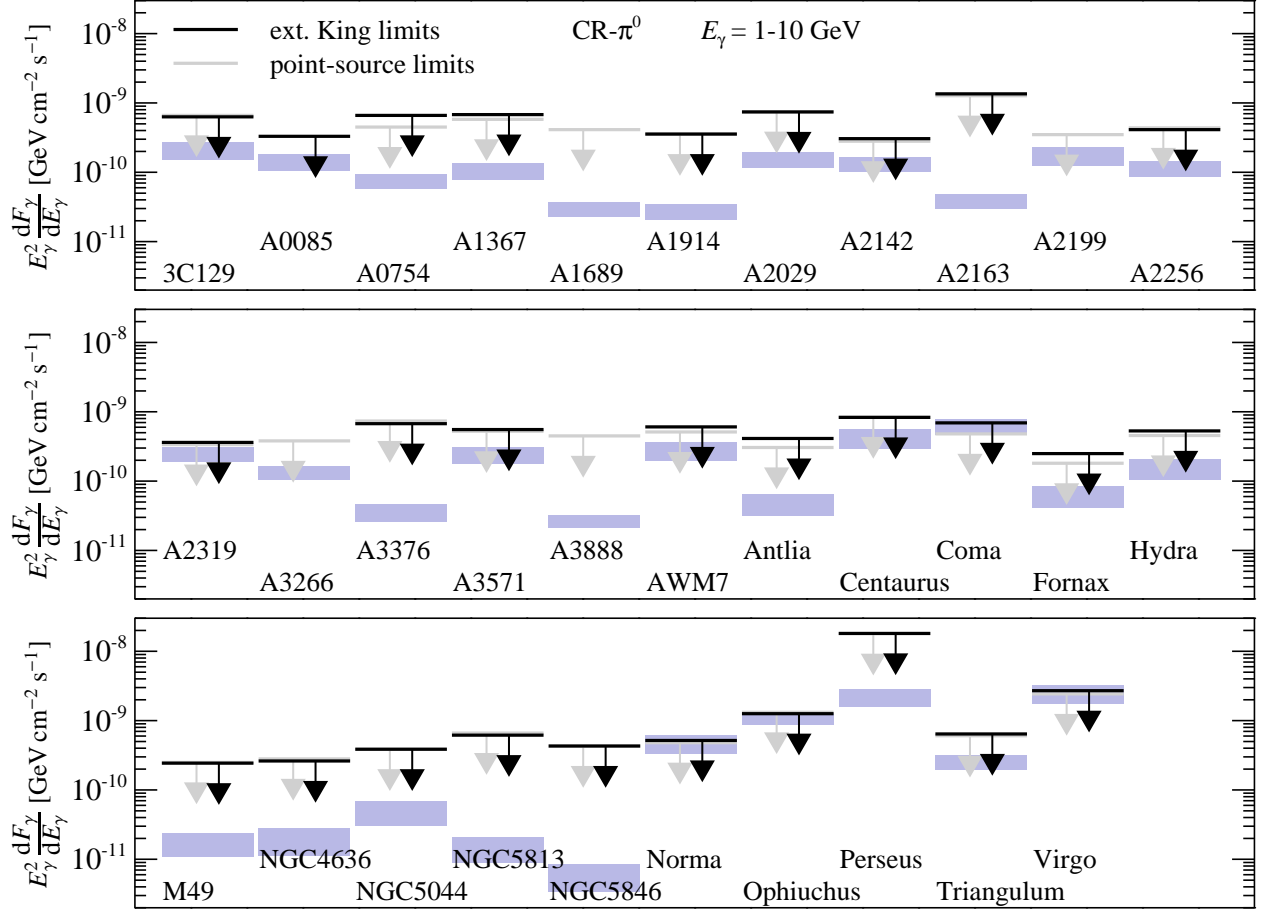 ext. King limits
point-source limits
CR-π⁰
E_γ = 1-10 GeV
E²_γ dF_γ/dE_γ [GeV cm⁻² s⁻¹]
10⁻⁸
10⁻⁹
10⁻¹⁰
10⁻¹¹
A0085 A1367 A1914 A2142 A2199
3C129 A0754 A1689 A2029 A2163 A2256
E²_γ dF_γ/dE_γ [GeV cm⁻² s⁻¹]
10⁻⁸
10⁻⁹
10⁻¹⁰
10⁻¹¹
A2319 A3376 A3888 Antlia Coma Hydra
A3266 A3571 AWM7 Centaurus Fornax
E²_γ dF_γ/dE_γ [GeV cm⁻² s⁻¹]
10⁻⁸
10⁻⁹
10⁻¹⁰
10⁻¹¹
NGC4636 NGC5813 Norma Perseus Virgo
M49 NGC5044 NGC5846 Ophiuchus Triangulum